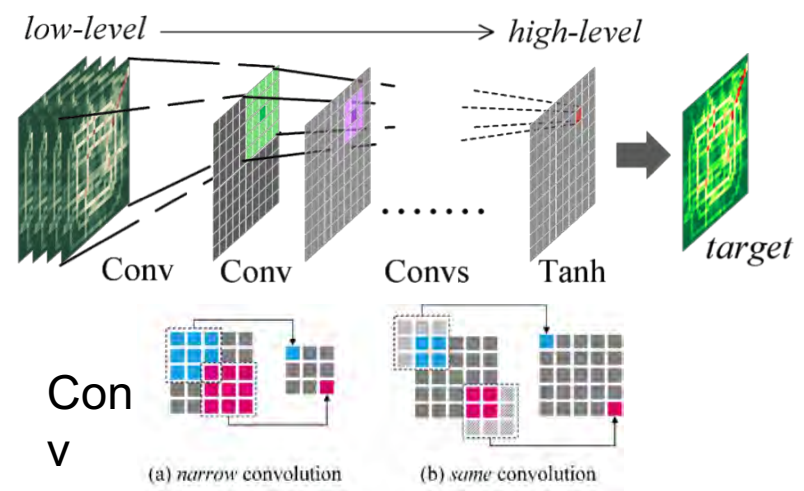 low-level
high-level
target
Conv
Conv
Convs
Tanh
Con
v
(a) narrow convolution
(b) same convolution